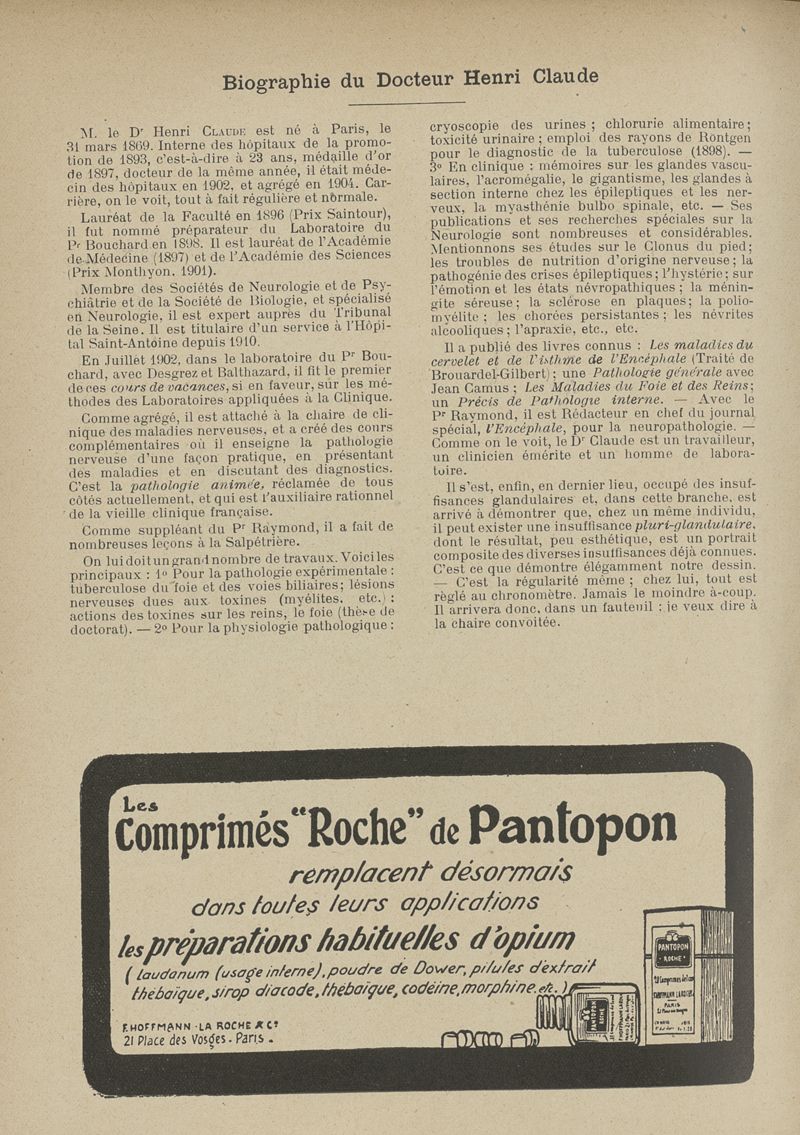 Biographie du Docteur Henri Claude
M. le Dr Henri CLAUDE est né à Paris, le
31 mars 1869. Interne des hôpitaux de la promo-
tion de 1893, c'est-à-dire à 23 ans, médaille d'or
de 1897, docteur de la même année, il était méde-
cin des hôpitaux en 1902, et agrégé en 1904. Car-
rière, on le voit, tout à fait régulière et normale.
Lauréat de la Faculté en 1896 (Prix Saintour),
il fut nommé préparateur du Laboratoire du
Pr Bouchard en 1898. Il est lauréat de l'Académie
de Médecine (1897) et de l'Académie des Sciences
(Prix Monthyon. 1901).
Membre des Sociétés de Neurologie et de Psy-
chiâtrie et de la Société de Biologie, et spécialisé
en Neurologie, il est expert auprès du Tribunal
de la Seine. Il est titulaire d'un service à l'Hôpi-
tal Saint-Antoine depuis 1910.
En Juillet 1902, dans le laboratoire du Pr Bou-
chard, avec Desgrez et Balthazard, il fit le premier
de ces cours de vacances, si en faveur, sur les mé-
thodes des Laboratoires appliquées à la Clinique.
Comme agrégé, il est attaché à la chaire de cli-
nique des maladies nerveuses, et a créé des cours
complémentaires où il enseigne la pathologie
nerveuse d'une façon pratique, en présentant
des maladies et en discutant des diagnostics.
C'est la pathologie animée, réclamée de tous
côtés actuellement, et qui est l'auxiliaire rationnel
de la vieille clinique française.
Comme suppléant du Pr Raymond, il a fait de
nombreuses leçons à la Salpétrière.
On lui doit un grand nombre de travaux. Voici les
principaux : 1o Pour la pathologie expérimentale :
tuberculose du foie et des voies biliaires; lésions
nerveuses dues aux toxines (myélites. etc.) :
actions des toxines sur les reins, le foie (thèse de
doctorat). — 2o Pour la physiologie pathologique :
cryoscopie des urines ; chlorurie alimentaire ;
toxicité urinaire ; emploi des rayons de Röntgen
pour le diagnostic de la tuberculose (1898). —
3o En clinique : mémoires sur les glandes vascu-
laires, l'acromégalie, le gigantisme, les glandes à
section interne chez les épileptiques et les ner-
veux, la myasthénie bulbo spinale, etc. — Ses
publications et ses recherches spéciales sur la
Neurologie sont nombreuses et considérables.
Mentionnons ses études sur le Clonus du pied;
les troubles de nutrition d'origine nerveuse ; la
pathogénie des crises épileptiques ; l'hystérie ; sur
l'émotion et les états névropathiques ; la ménin-
gite séreuse ; la sclérose en plaques; la polio-
myélite ; les chorées persistantes ; les névrites
alcooliques ; l'apraxie, etc., etc.
Il a publié des livres connus : Les maladies du
cervelet et de l'isthme de l'Encéphale (Traité de
Brouardel-Gilbert) ; une Pathologie générale avec
Jean Camus ; Les Maladies du Foie et des Reins;
un Précis de Pathologie interne. — Avec le
Pr Raymond, il est Rédacteur en chef du journal
spécial, l'Encéphale, pour la neuropathologie. —
Comme on le voit, le Dr Claude est un travailleur,
un clinicien émérite et un homme de labora-
toire.
Il s'est, enfin, en dernier lieu, occupé des insuf-
fisances glandulaires et, dans cette branche, est
arrivé à démontrer que, chez un même individu,
il peut exister une insuffisance pluri-glandulaire,
dont le résultat, peu esthétique, est un portrait
composite des diverses insuffisances déjà connues.
C'est ce que démontre élégamment notre dessin.
— C'est la régularité même ; chez lui, tout est
règlé au chronomètre. Jamais le moindre à-coup.
Il arrivera donc, dans un fauteuil : je veux dire à
la chaire convoitée.
Les
Comprimés "Roche" de Pantopon
remplacent désormais
dans toutes leurs applications
les préparations habituelles d'opium
( laudanum (usage interne), poudre de Dower, pilules d'extrait
thébaïque, sirop diacode, thébaïque, codéine, morphine. etc. )
F. HOFFMANN - LA ROCHE & Co
21 Place des Vosges - Paris -
PANTOPON
ROCHE
PARIS
PANTOPON
ROCHE